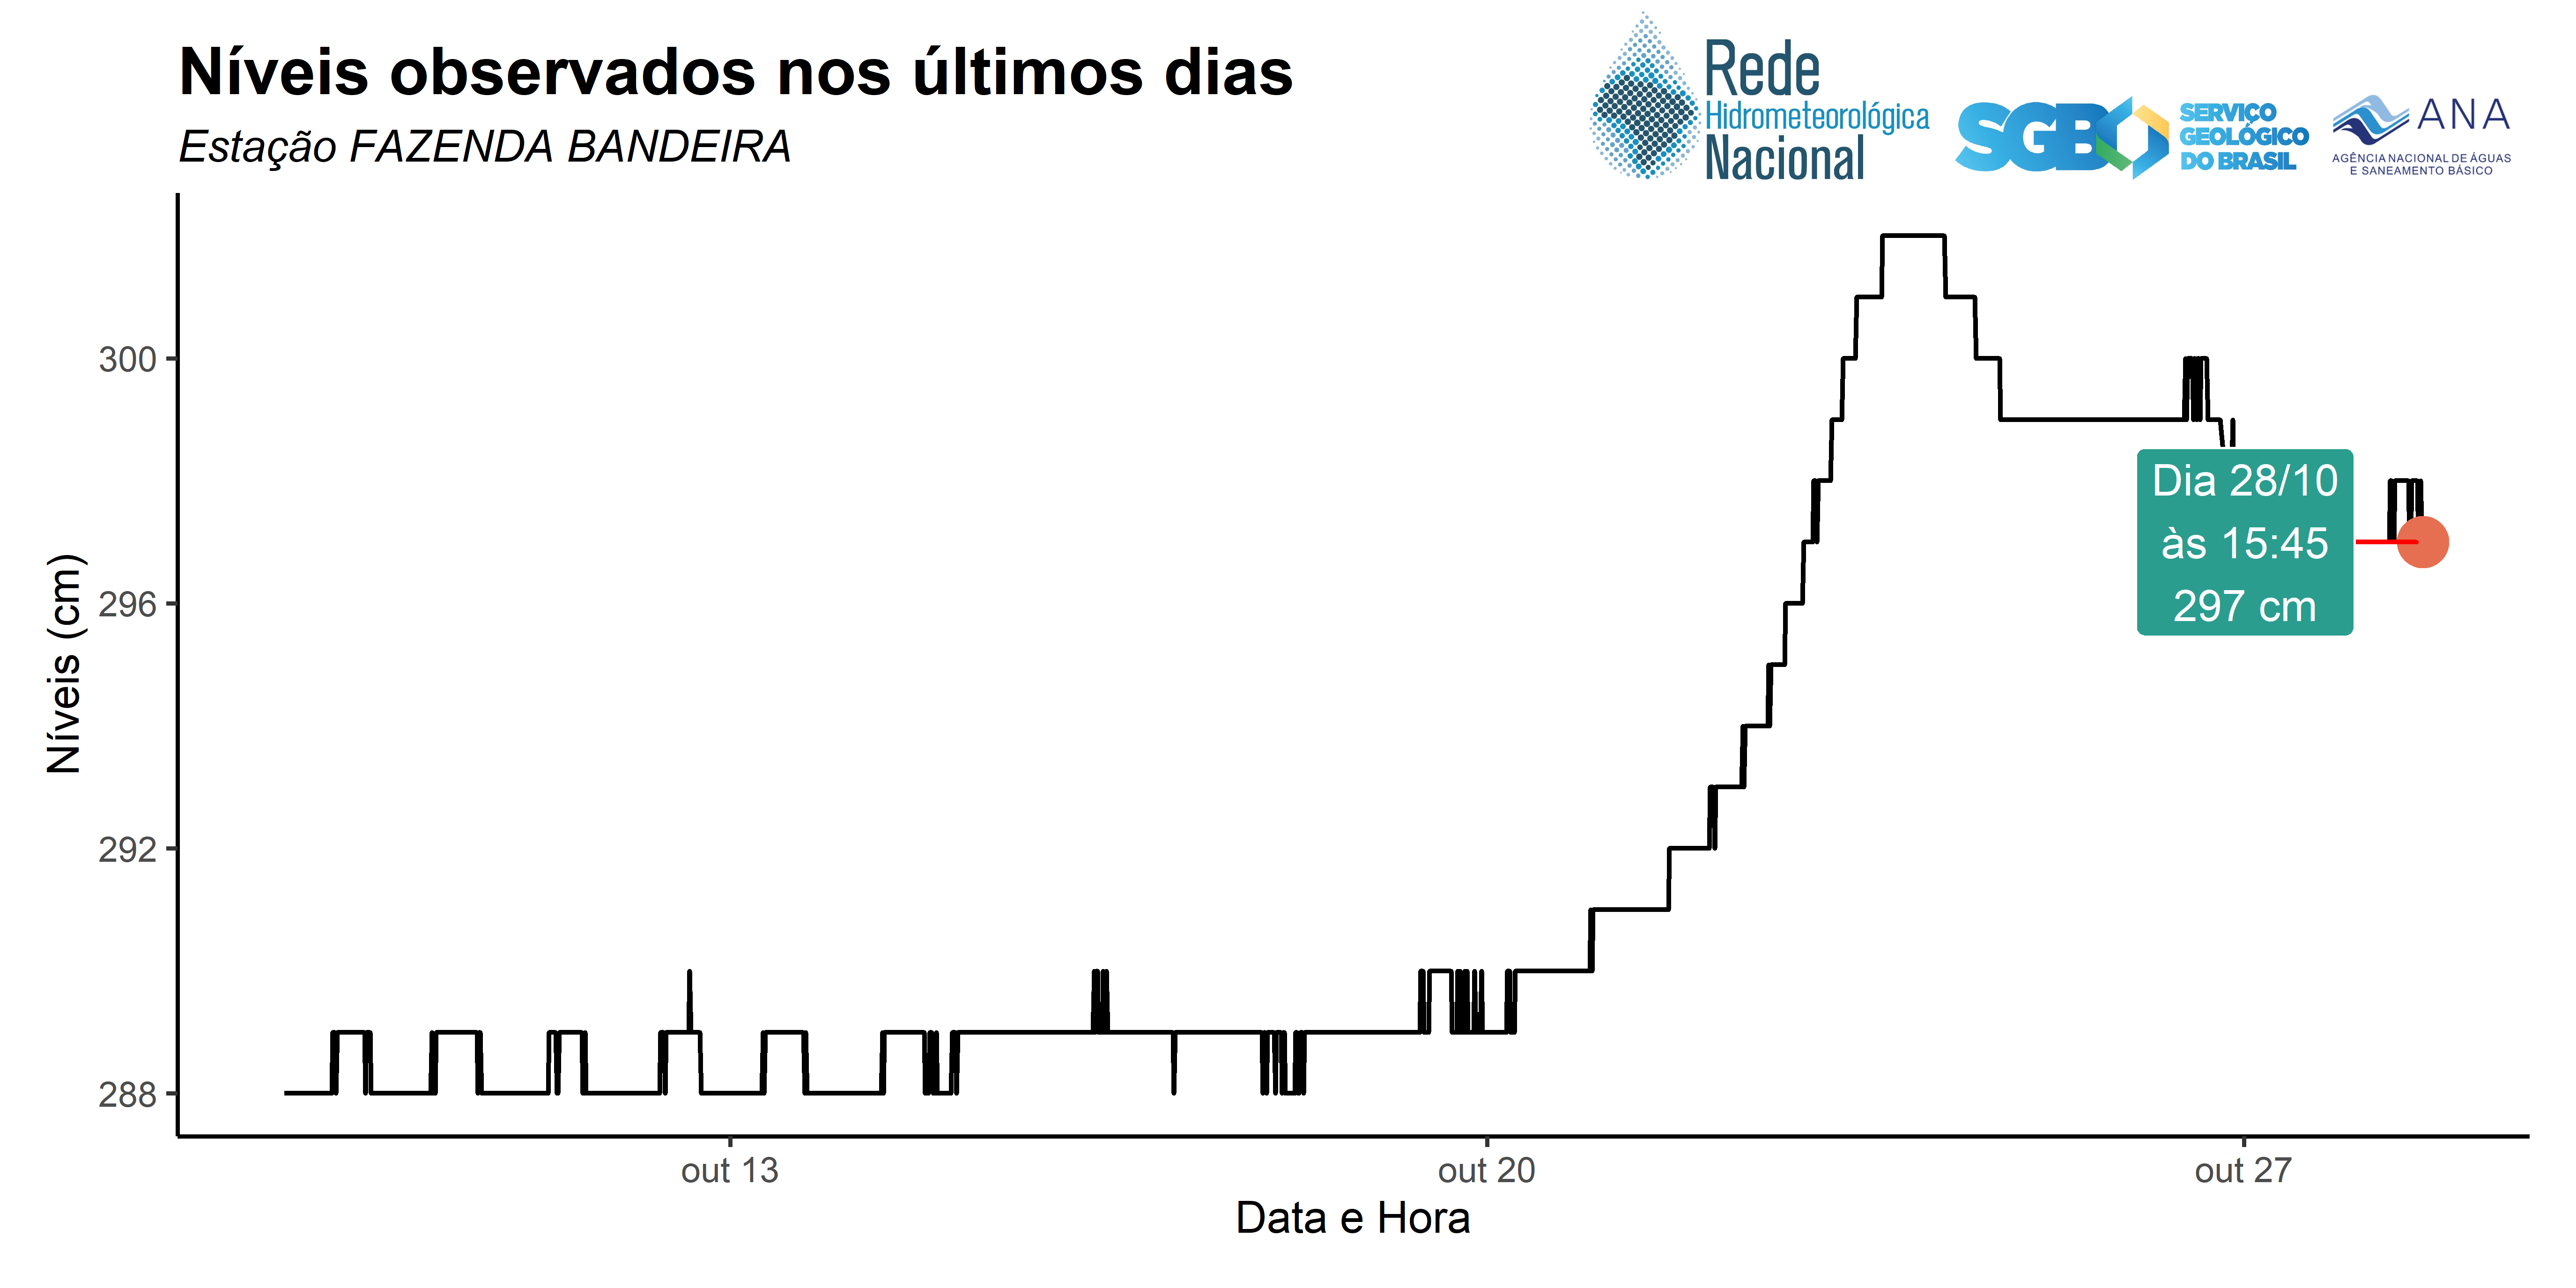 Níveis observados nos últimos dias
Estação FAZENDA BANDEIRA
Rede
Hidrometeorológica
Nacional
SGB
SERVIÇO
GEOLÓGICO
DO BRASIL
ANA
AGÊNCIA NACIONAL DE ÁGUAS
E SANEAMENTO BÁSICO
Níveis (cm)
300
296
292
288
Dia 28/10
às 15:45
297 cm
out 13
out 20
out 27
Data e Hora